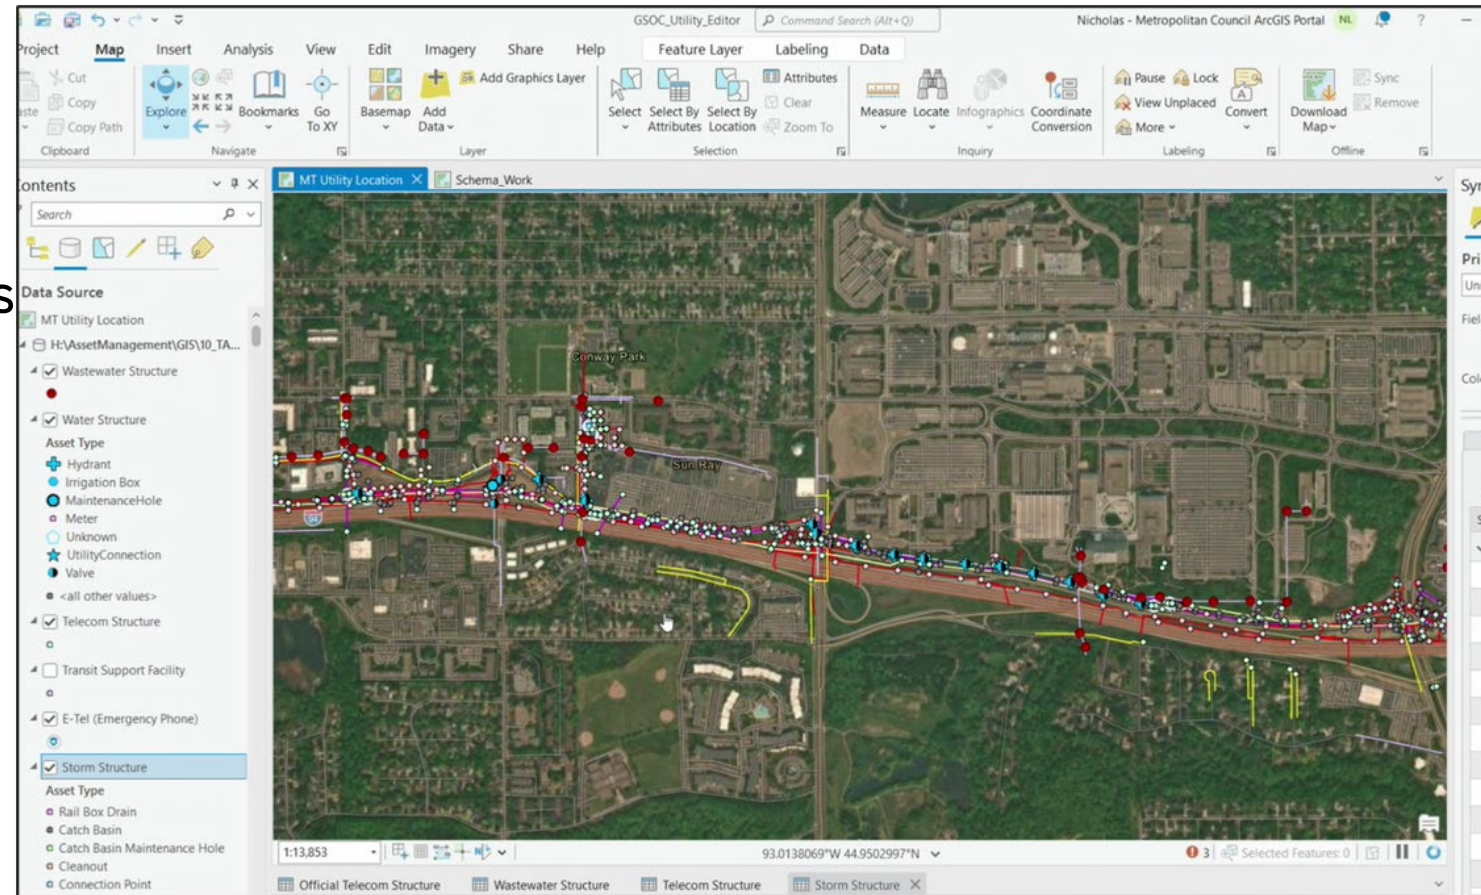 GSOC_Utility_Editor
Command Search (Alt+Q)
Nicholas - Metropolitan Council ArcGIS Portal
NL
?
Project
Map
Insert
Analysis
View
Edit
Imagery
Share
Help
Feature Layer
Labeling
Data
Cut
Copy
Copy Path
Clipboard
Explore
Bookmarks
Go To XY
Navigate
Basemap
Add Data
Add Graphics Layer
Layer
Select
Select By Attributes
Select By Location
Attributes
Clear
Zoom To
Selection
Measure
Locate
Infographics
Coordinate Conversion
Inquiry
Pause
Lock
View Unplaced
More
Convert
Labeling
Download Map
Sync
Remove
Offline
ontents
Search
s
Data Source
MT Utility Location
H:\AssetManagement\GIS\10_TA...
Wastewater Structure
Water Structure
Asset Type
Hydrant
Irrigation Box
MaintenanceHole
Meter
Unknown
UtilityConnection
Valve
<all other values>
Telecom Structure
Transit Support Facility
E-Tel (Emergency Phone)
Storm Structure
Asset Type
Rail Box Drain
Catch Basin
Catch Basin Maintenance Hole
Cleanout
Connection Point
MT Utility Location
Schema_Work
Conway Park
Sun Ray
94
1:13,853
93.0138069°W 44.9502997°N
3
Selected Features: 0
Official Telecom Structure
Wastewater Structure
Telecom Structure
Storm Structure
Syn
Pri
Uni
Fiel
Colo